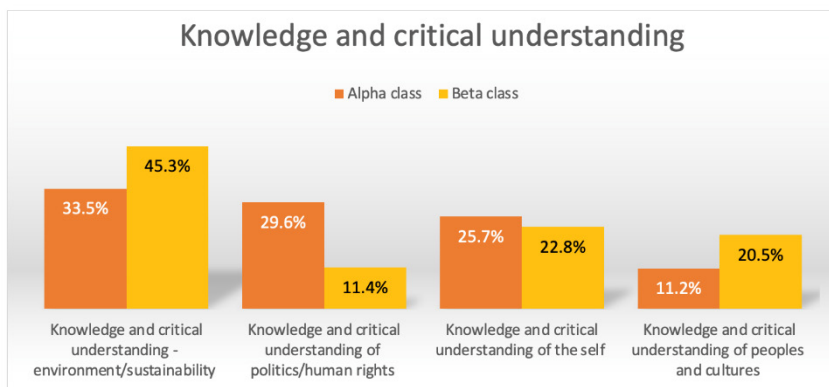 Knowledge and critical understanding
Alpha class Beta class
45.3%
33.5%
29.6%
11.4%
25.7%
22.8%
11.2%
20.5%
Knowledge and critical
understanding -
environment/sustainability
Knowledge and critical
understanding of
politics/human rights
Knowledge and critical
understanding of the self
Knowledge and critical
understanding of peoples
and cultures